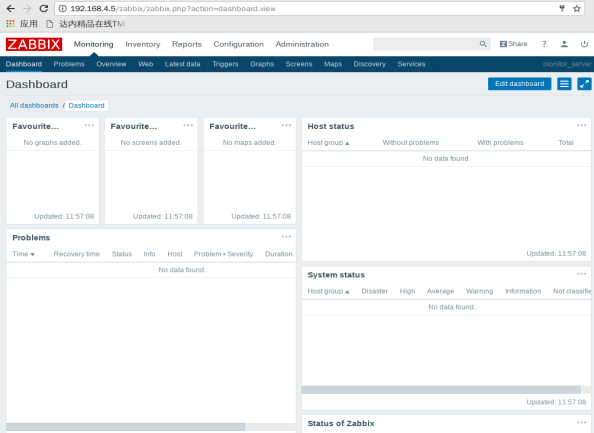 192.168.4.5/zabbix/zabbix.php?action=dashboard.view
应用 达内精品在线TM
ZABBIX Monitoring Inventory Reports Configuration Administration Share ?
Dashboard Problems Overview Web Latest data Triggers Graphs Screens Maps Discovery Services monitor_server
Dashboard Edit dashboard
All dashboards / Dashboard
Favourite... ••• Favourite... ••• Favourite... •••
No graphs added. No screens added. No maps added.
Updated: 11:57:08 Updated: 11:57:08 Updated: 11:57:08
Host status •••
Host group ▲ Without problems With problems Total
No data found.
Updated: 11:57:08
Problems •••
Time ▼ Recovery time Status Info Host Problem • Severity Duration
No data found.
System status •••
Host group ▲ Disaster High Average Warning Information Not classifie
No data found.
Updated: 11:57:08
Status of Zabbix •••